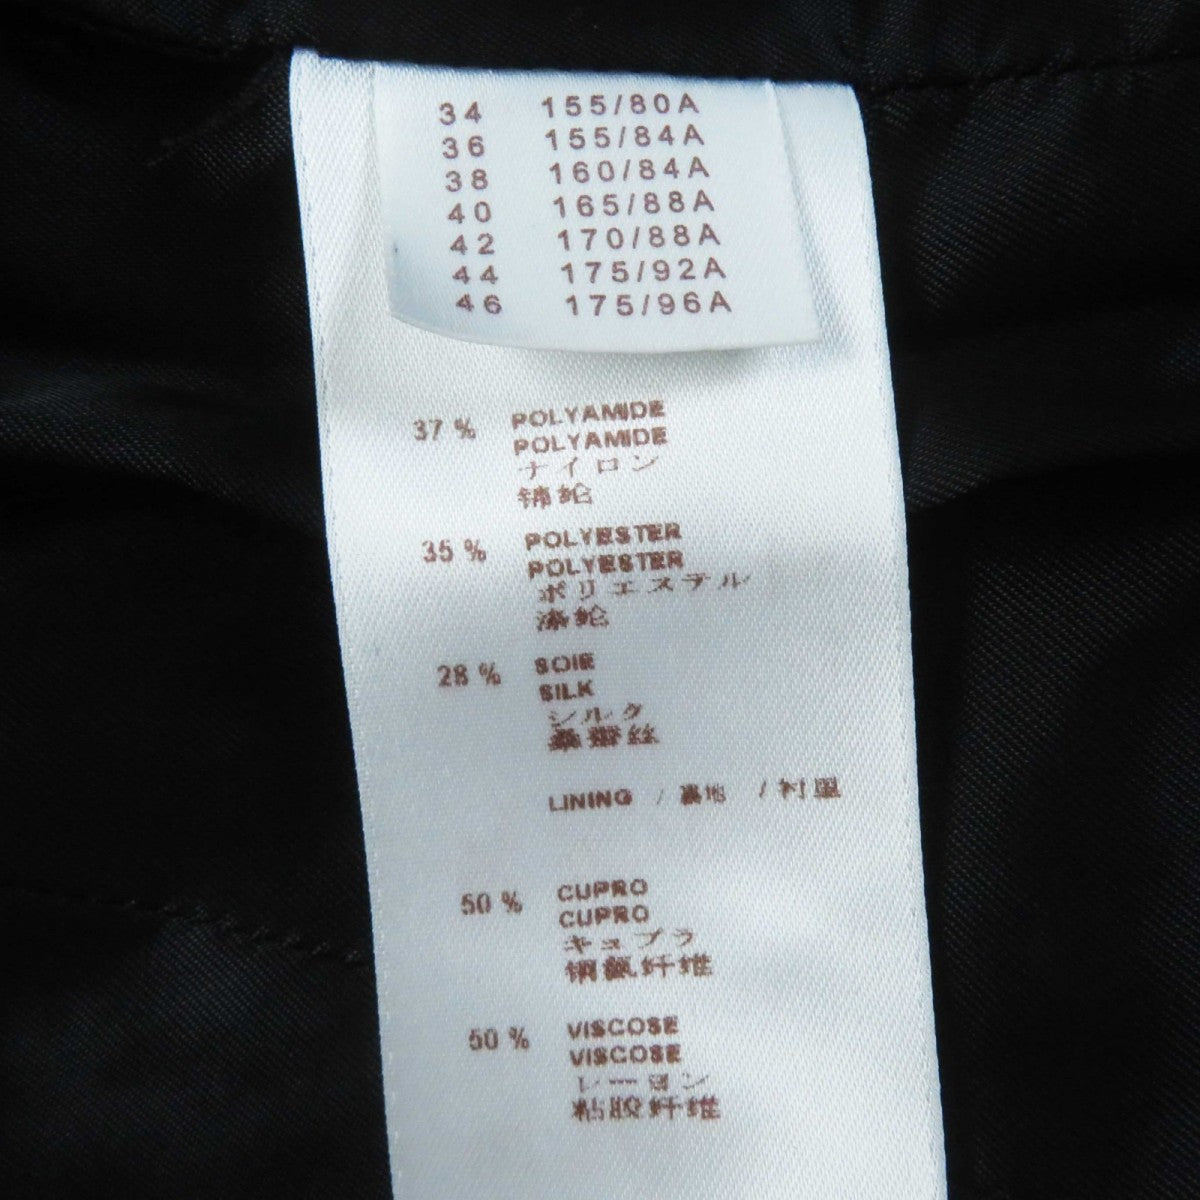 34 155/80A
36 155/84A
38 160/84A
40 165/88A
42 170/88A
44 175/92A
46 175/96A
37 % POLYAMIDE
POLYAMIDE
ナイロン
锦纶
35 % POLYESTER
POLYESTER
ポリエステル
涤纶
28 % SOIE
SILK
シルク
桑蚕丝
LINING / 裏地 / 衬里
50 % CUPRO
CUPRO
キュプラ
铜氨纤维
50 % VISCOSE
VISCOSE
レーヨン
粘胶纤维